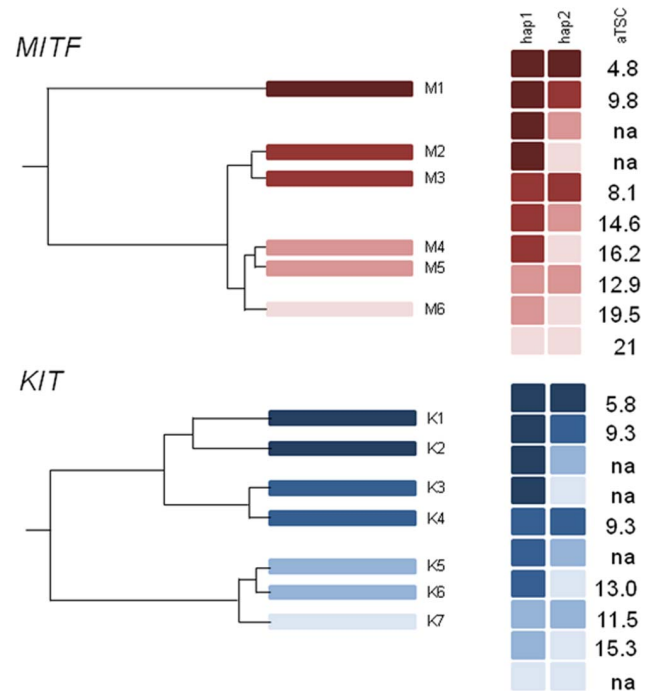 hap1
hap2
aTSC
MITF
M1
M2
M3
M4
M5
M6
4.8
9.8
na
na
8.1
14.6
16.2
12.9
19.5
21
KIT
K1
K2
K3
K4
K5
K6
K7
5.8
9.3
na
na
9.3
na
13.0
11.5
15.3
na